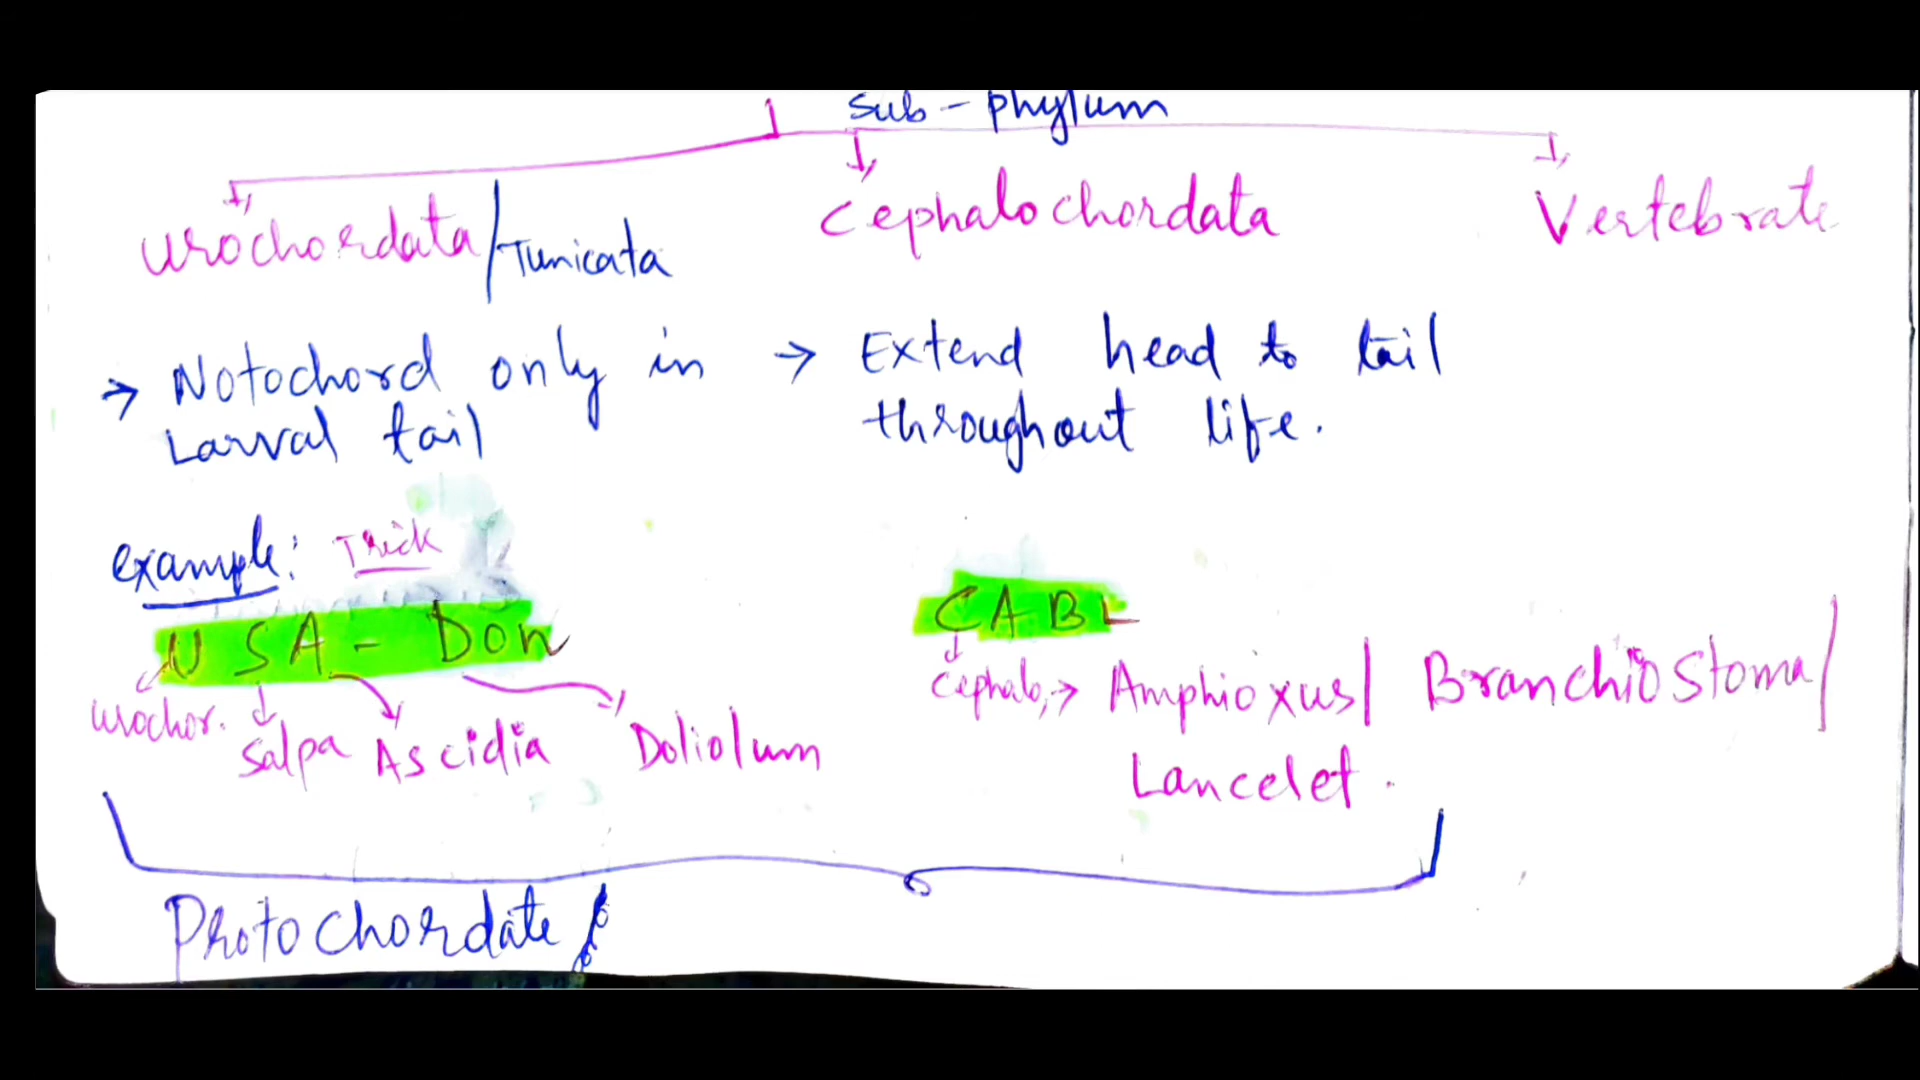 Sub-phylum
Urochordata/Tunicata
Cephalochordata
Vertebrate
→ Notochord only in
Larval tail
→ Extend head to tail
throughout life.
example: Trick
USA - Don
Urochor.
Salpa
Ascidia
Doliolum
CABL
Cephalo,→ Amphioxus/ Branchiostoma/
Lancelet.
Protochordate